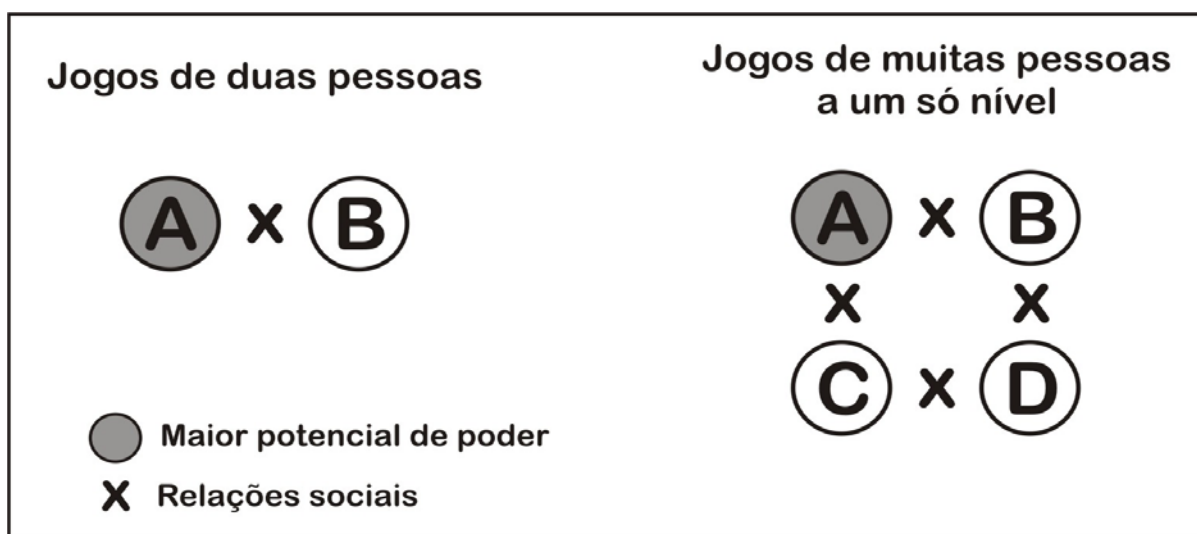 Jogos de duas pessoas
A x B
Jogos de muitas pessoas
a um só nível
A x B
x x
C x D
Maior potencial de poder
x Relações sociais